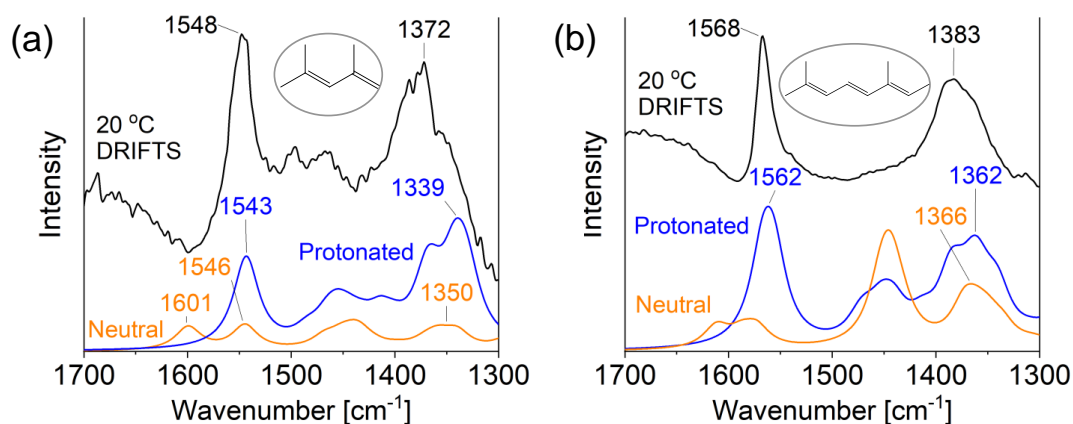 (a)
1548
1372
20 °C
DRIFTS
1543
1339
Protonated
1546
1601
1350
Neutral
Intensity
1700 1600 1500 1400 1300
Wavenumber [cm⁻¹]
(b)
1568
1383
20 °C
DRIFTS
1562
1362
Protonated
1366
Neutral
Intensity
1700 1600 1500 1400 1300
Wavenumber [cm⁻¹]